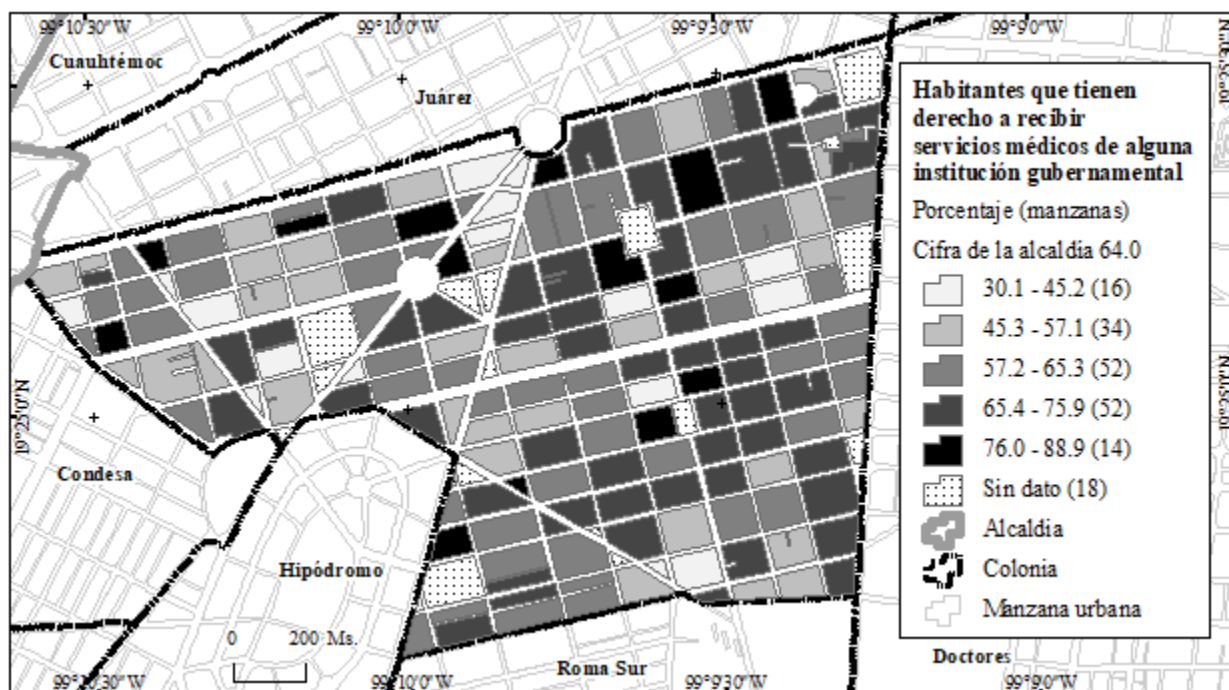 99°10'30"W 99°10'0"W 99°9'30"W 99°9'0"W
Cuauhtémoc
Juárez
Condesa
Hipódromo
Roma Sur
Doctores
19°25'0"N
0 200 Ms.
Habitantes que tienen
derecho a recibir
servicios médicos de alguna
institución gubernamental
Porcentaje (manzanas)
Cifra de la alcaldía 64.0
30.1 - 45.2 (16)
45.3 - 57.1 (34)
57.2 - 65.3 (52)
65.4 - 75.9 (52)
76.0 - 88.9 (14)
Sin dato (18)
Alcaldía
Colonia
Manzana urbana
99°10'30"W 99°10'0"W 99°9'30"W 99°9'0"W